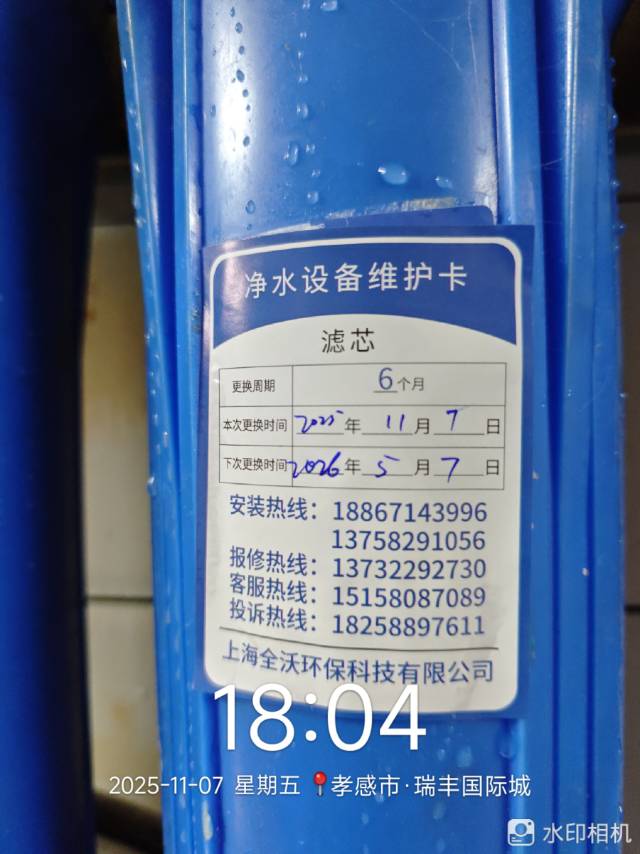 净水设备维护卡
滤芯
更换周期 6个月
本次更换时间 2025年 11月 7日
下次更换时间 2026年 5月 7日
安装热线：18867143996
13758291056
报修热线：13732292730
客服热线：15158087089
投诉热线：18258897611
上海全沃环保科技有限公司
18:04
2025-11-07 星期五 孝感市·瑞丰国际城
水印相机